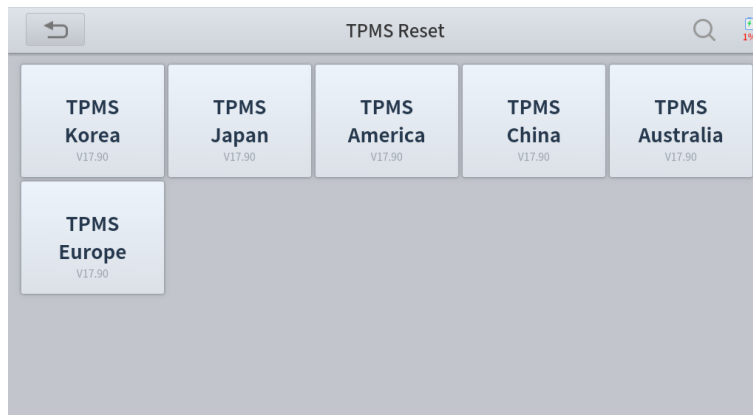 TPMS Reset
1%
TPMS
Korea
V17.90
TPMS
Japan
V17.90
TPMS
America
V17.90
TPMS
China
V17.90
TPMS
Australia
V17.90
TPMS
Europe
V17.90